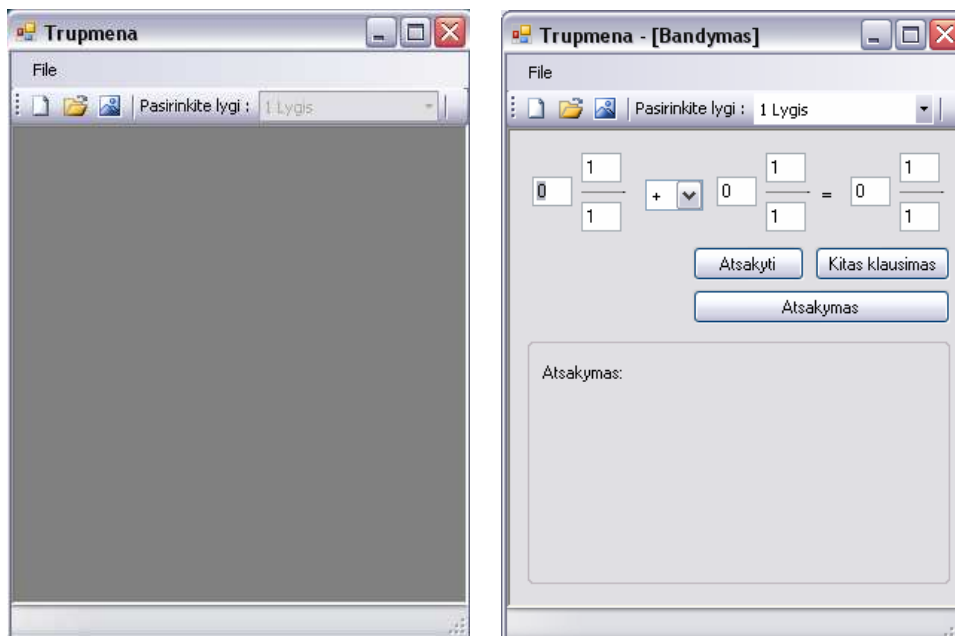 Trupmena
File
Pasirinkite lygi : 1 Lygis
Trupmena - [Bandymas]
File
Pasirinkite lygi : 1 Lygis
1 1 1
0 + 0 = 0
1 1 1
Atsakyti Kitas klausimas
Atsakymas
Atsakymas: